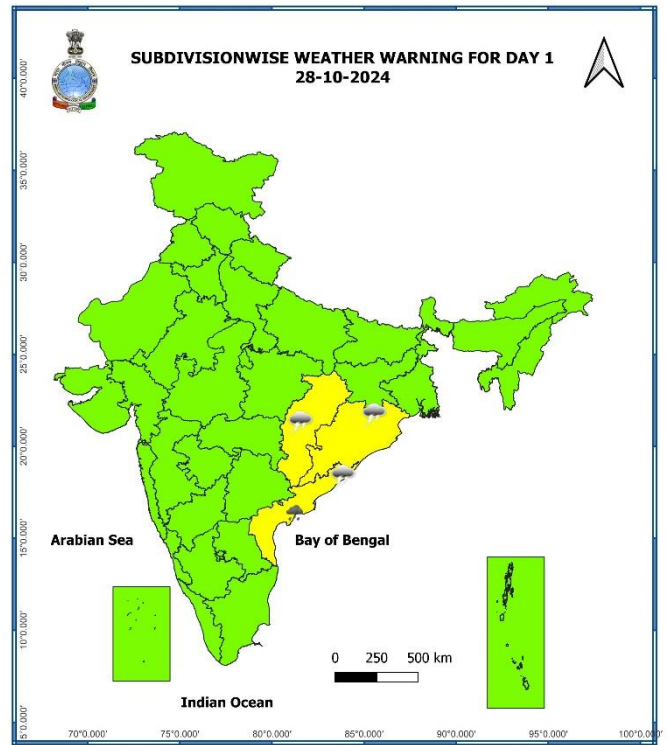 SUBDIVISIONWISE WEATHER WARNING FOR DAY 1
28-10-2024
40°0.000'
35°0.000'
30°0.000'
25°0.000'
20°0.000'
15°0.000'
10°0.000'
5°0.000'
Arabian Sea
Bay of Bengal
0 250 500 km
Indian Ocean
70°0.000' 75°0.000' 80°0.000' 85°0.000' 90°0.000' 95°0.000' 100°0.000'